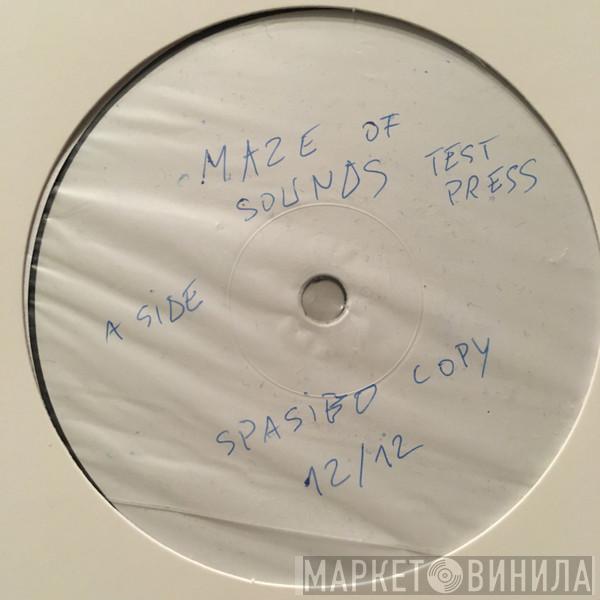 MAZE OF
SOUNDS TEST
PRESS
A SIDE
SPASIBO COPY
12/12
МАРКЕТ ВИНИЛА